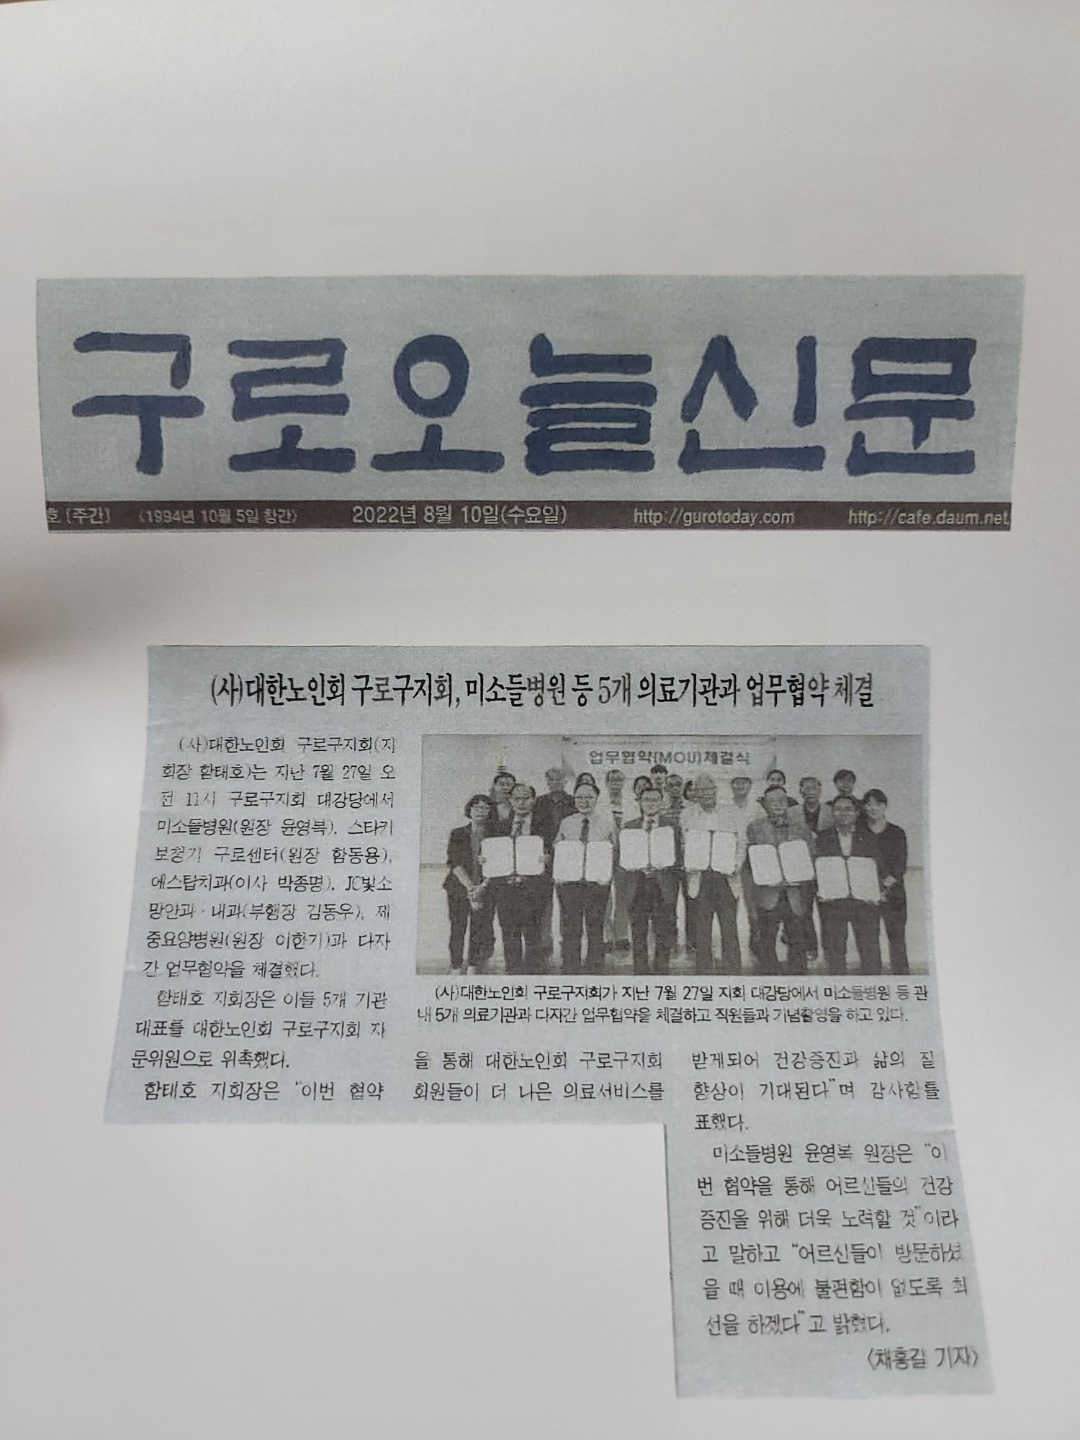 구로오늘신문
호 [주간] 〈1994년 10월 5일 창간〉 2022년 8월 10일(수요일) http://gurotoday.com http://cafe.daum.net
(사)대한노인회 구로구지회, 미소들병원 등 5개 의료기관과 업무협약 체결
(사)대한노인회 구로구지회(지
회장 함태호)는 지난 7월 27일 오
전 11시 구로구지회 대강당에서
미소들병원(원장 윤영복), 스타키
보청기 구로센터(원장 함동용),
에스탑치과(이사 박종명), JC빛소
망안과·내과(부행장 김동우), 제
중요양병원(원장 이한기)과 다자
간 업무협약을 체결했다.
함태호 지회장은 이들 5개 기관
대표를 대한노인회 구로구지회 자
문위원으로 위촉했다.
함태호 지회장은 "이번 협약
업무협약(MOU)체결식
(사)대한노인회 구로구지회가 지난 7월 27일 지회 대강당에서 미소들병원 등 관
내 5개 의료기관과 다자간 업무협약을 체결하고 직원들과 기념촬영을 하고 있다.
을 통해 대한노인회 구로구지회
회원들이 더 나은 의료서비스를
받게되어 건강증진과 삶의 질
향상이 기대된다"며 감사함를
표했다.
미소들병원 윤영복 원장은 "이
번 협약을 통해 어르신들의 건강
증진을 위해 더욱 노력할 것"이라
고 말하고 "어르신들이 방문하셨
을 때 이용에 불편함이 없도록 최
선을 하겠다"고 밝혔다.
〈채홍길 기자〉